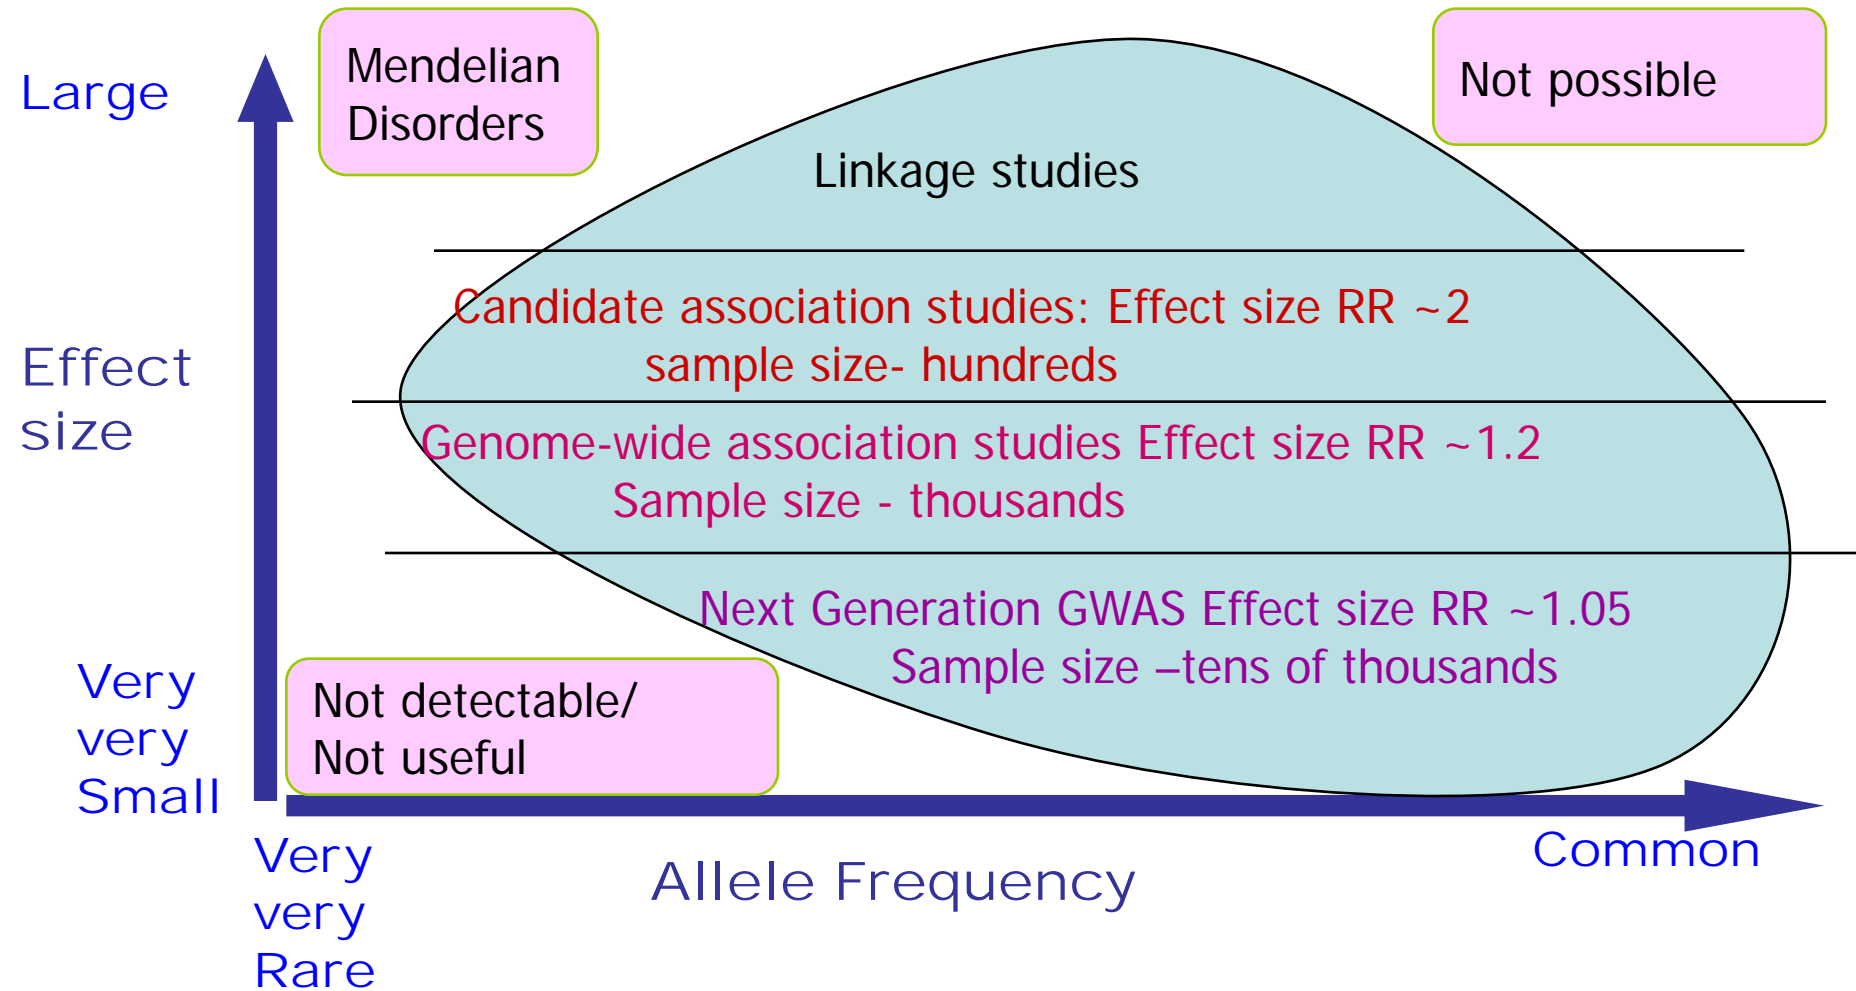 Large
Mendelian
Disorders
Not possible
Linkage studies
Effect
size
Candidate association studies: Effect size RR ~2
sample size- hundreds
Genome-wide association studies Effect size RR ~1.2
Sample size - thousands
Next Generation GWAS Effect size RR ~1.05
Sample size –tens of thousands
Very
very
Small
Not detectable/
Not useful
Very
very
Rare
Allele Frequency
Common